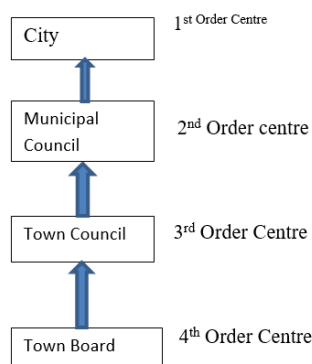 City
1st Order Centre
Municipal
Council
2nd Order centre
Town Council
3rd Order Centre
Town Board
4th Order Centre